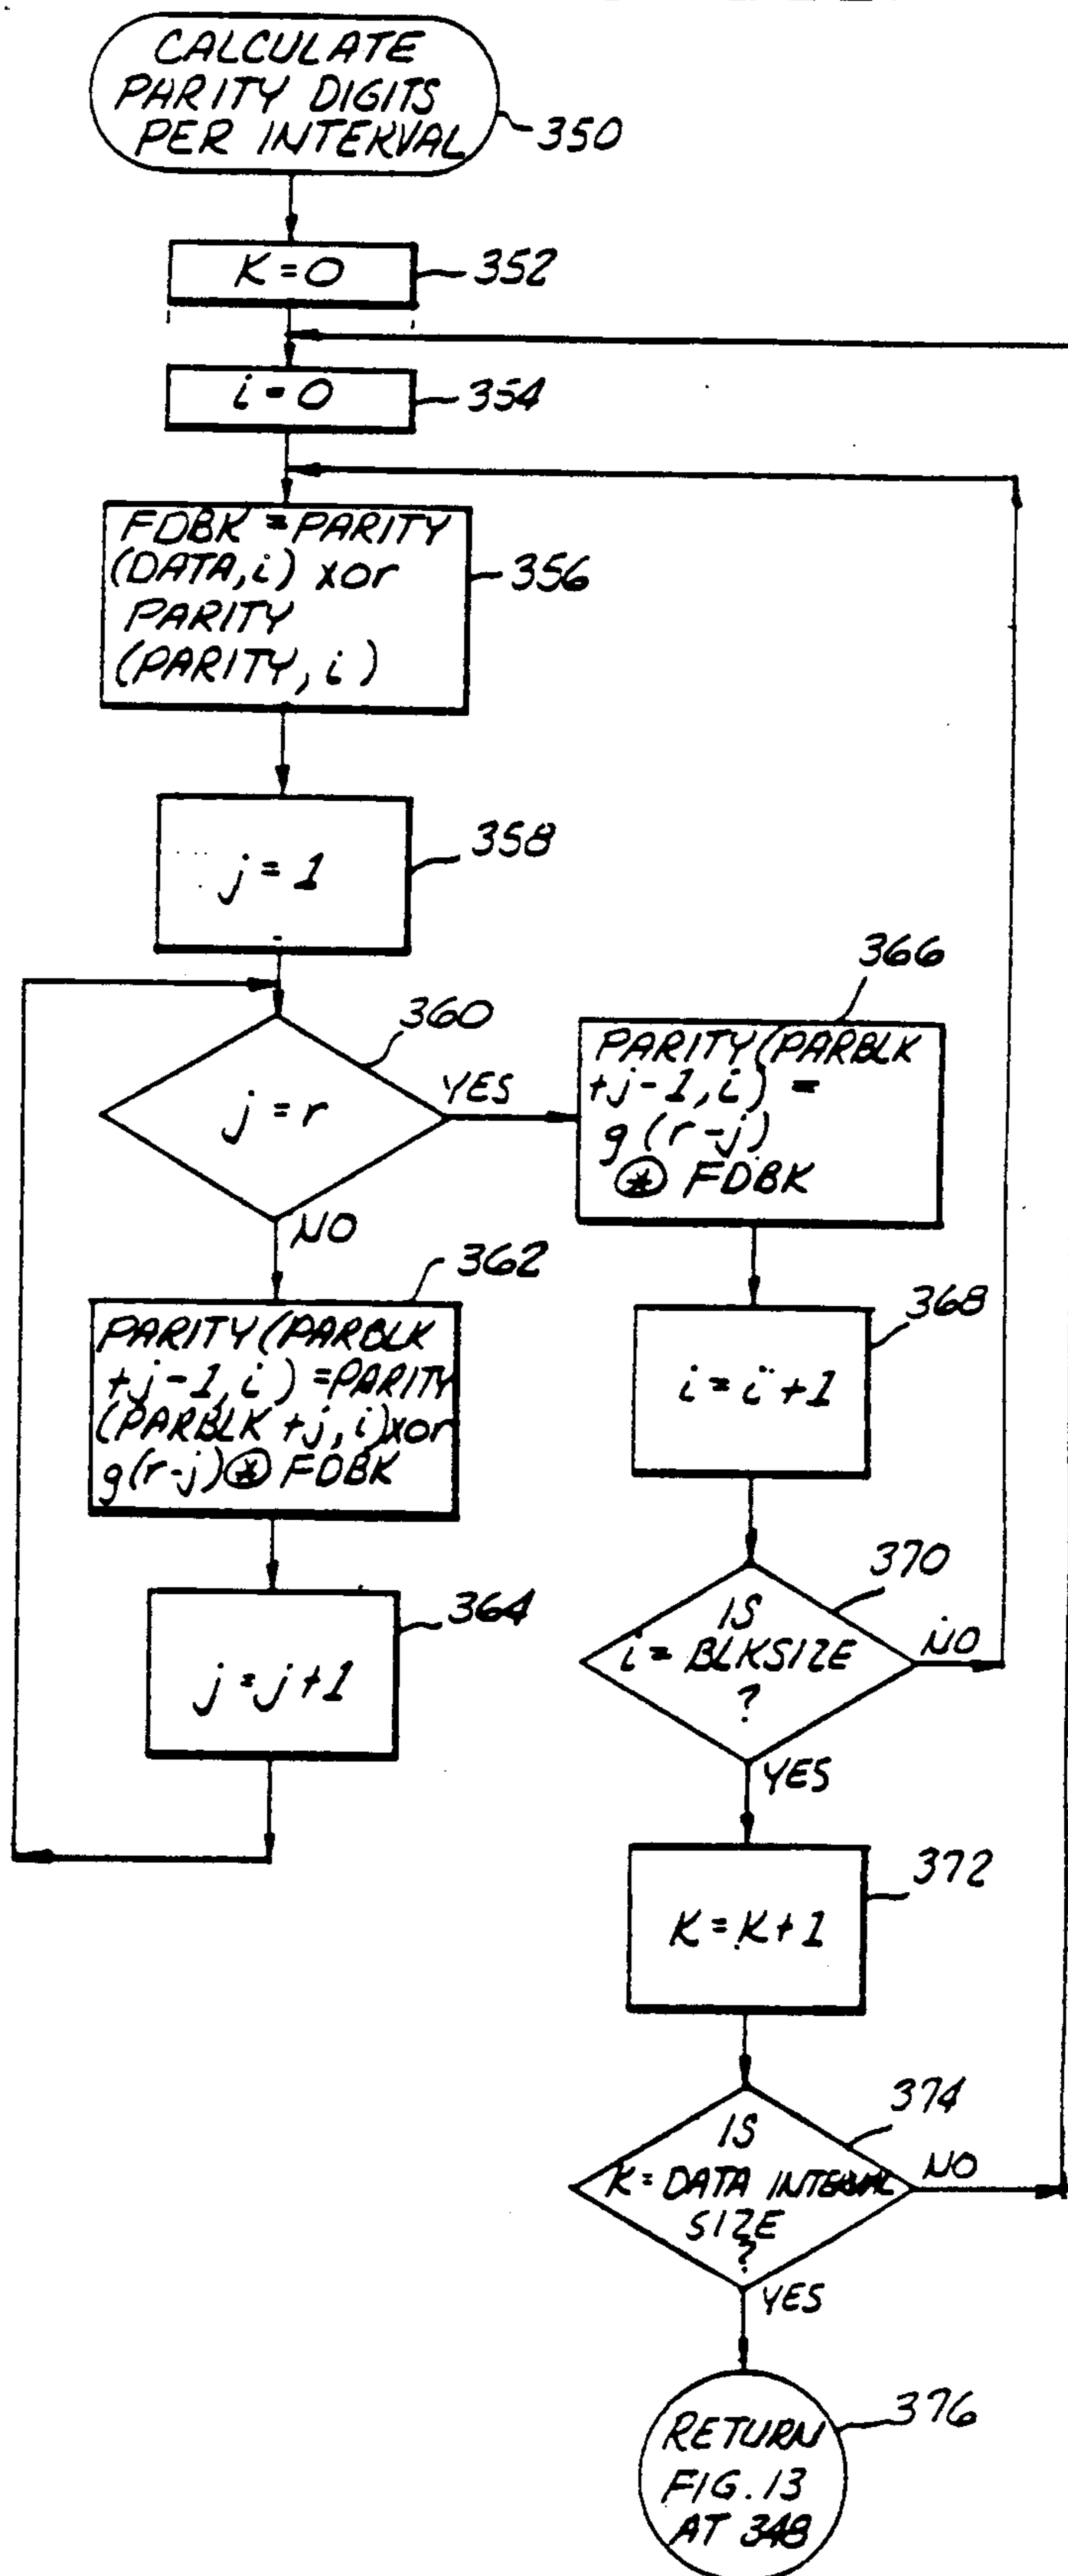 CALCULATE
PARITY DIGITS
PER INTERVAL
350
K = 0
352
i = 0
354
FDBK = PARITY
(DATA, i) xor
PARITY
(PARITY, i)
356
j = 1
358
360
j = r
YES
NO
366
PARITY(PARBLK
+j-1, i) =
g(r-j)
⊛ FDBK
362
PARITY(PARBLK
+j-1, i) = PARITY
(PARBLK +j, i) xor
g(r-j) ⊛ FDBK
368
i = i + 1
364
j = j + 1
370
IS
i = BLKSIZE
?
NO
YES
372
K = K + 1
374
IS
K = DATA INTERVAL
SIZE
?
NO
YES
376
RETURN
FIG. 13
AT 348